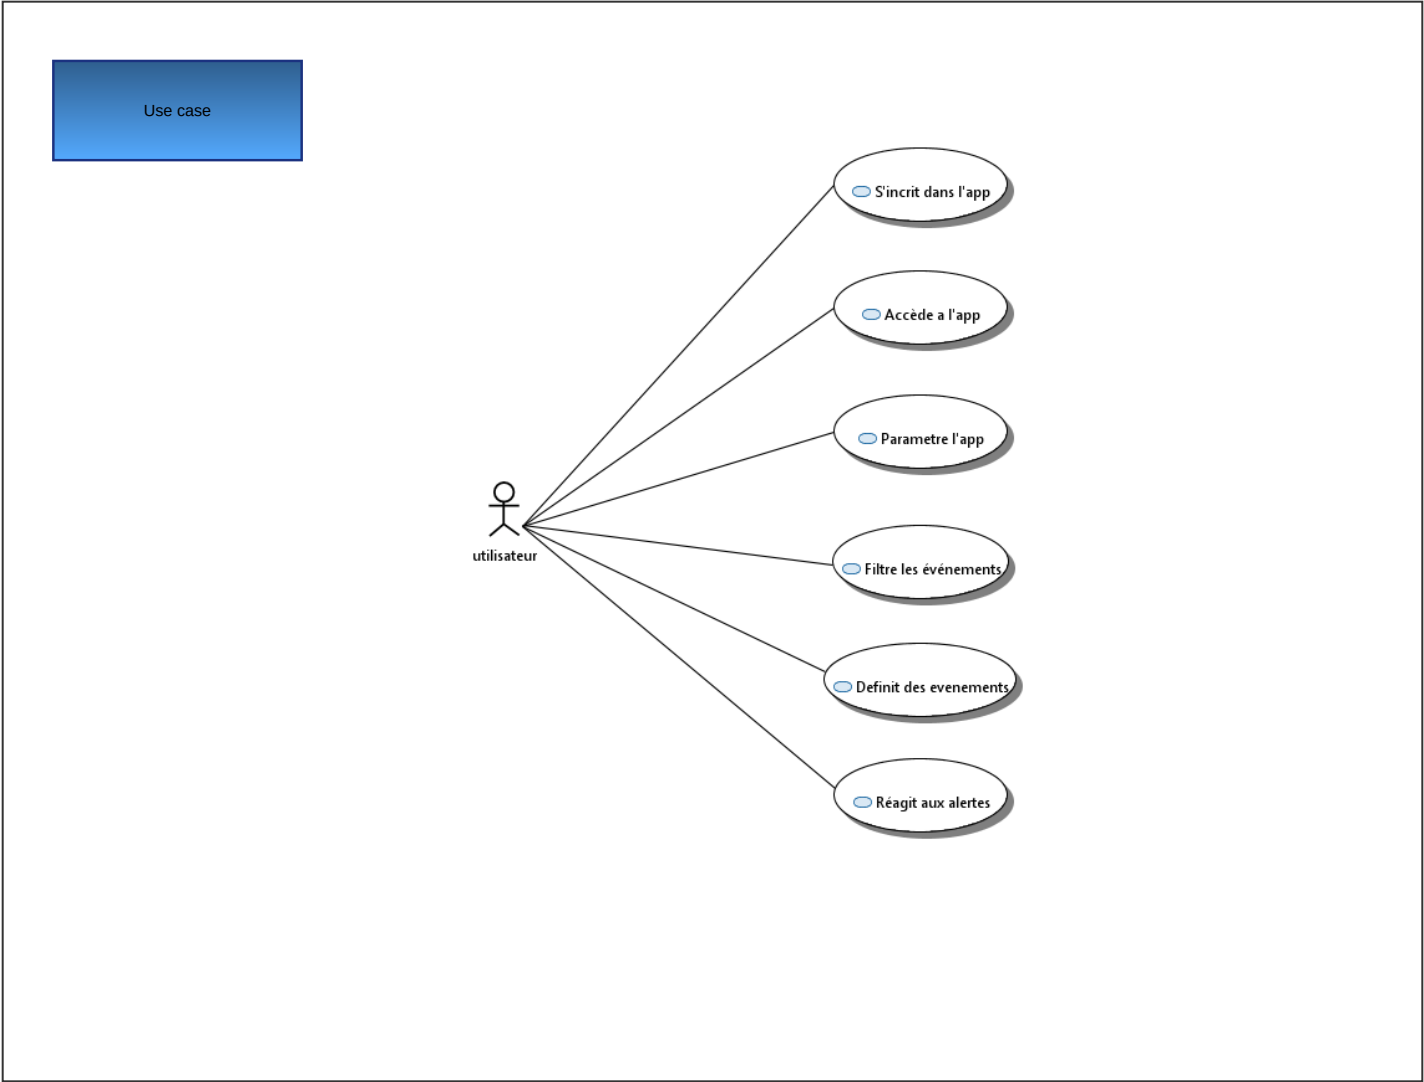 Use case
S'incrit dans l'app
Accède a l'app
Parametre l'app
utilisateur
Filtre les événements
Definit des evenements
Réagit aux alertes